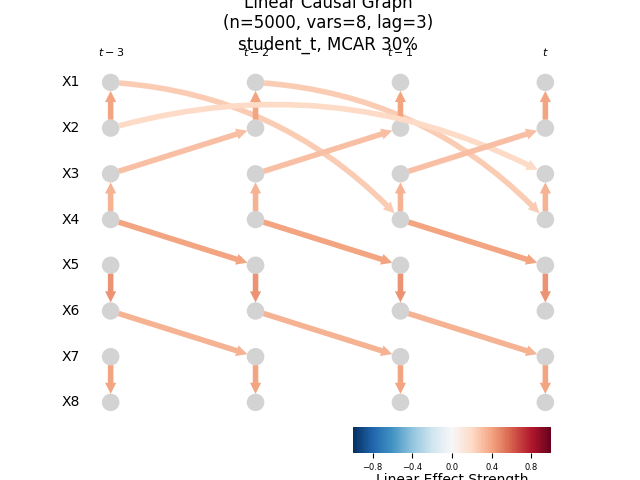 Linear Causal Graph
(n=5000, vars=8, lag=3)
student_t, MCAR 30%
t − 3 t − 2 t − 1 t
X1
X2
X3
X4
X5
X6
X7
X8
−0.8 −0.4 0.0 0.4 0.8
Linear Effect Strength